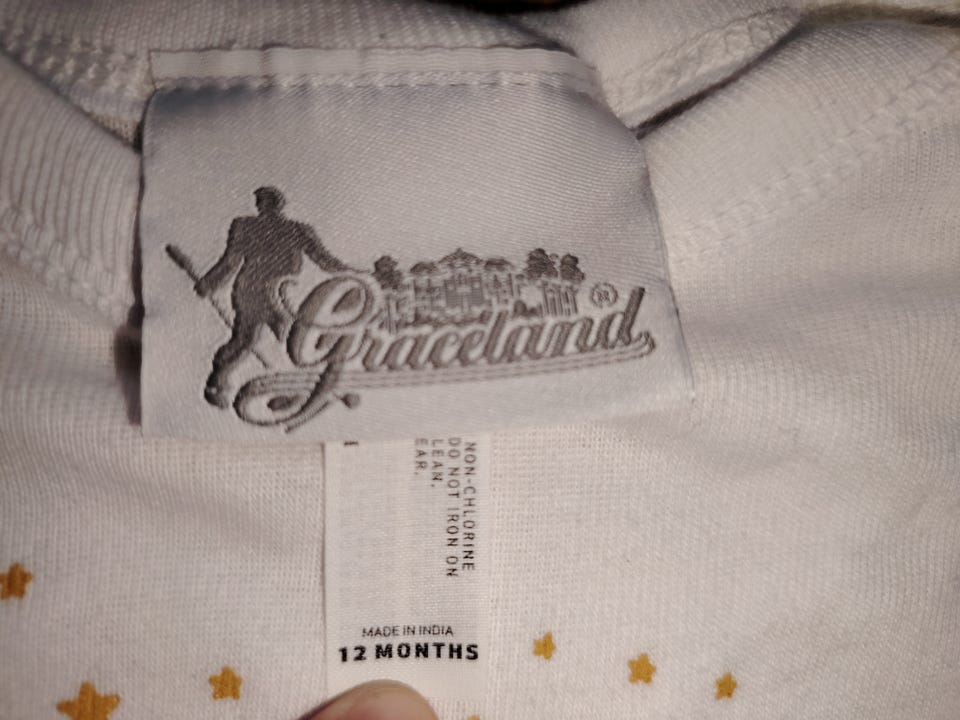 Graceland®
NON-CHLORINE
DO NOT IRON ON
LEAN.
EAR.
MADE IN INDIA
12 MONTHS